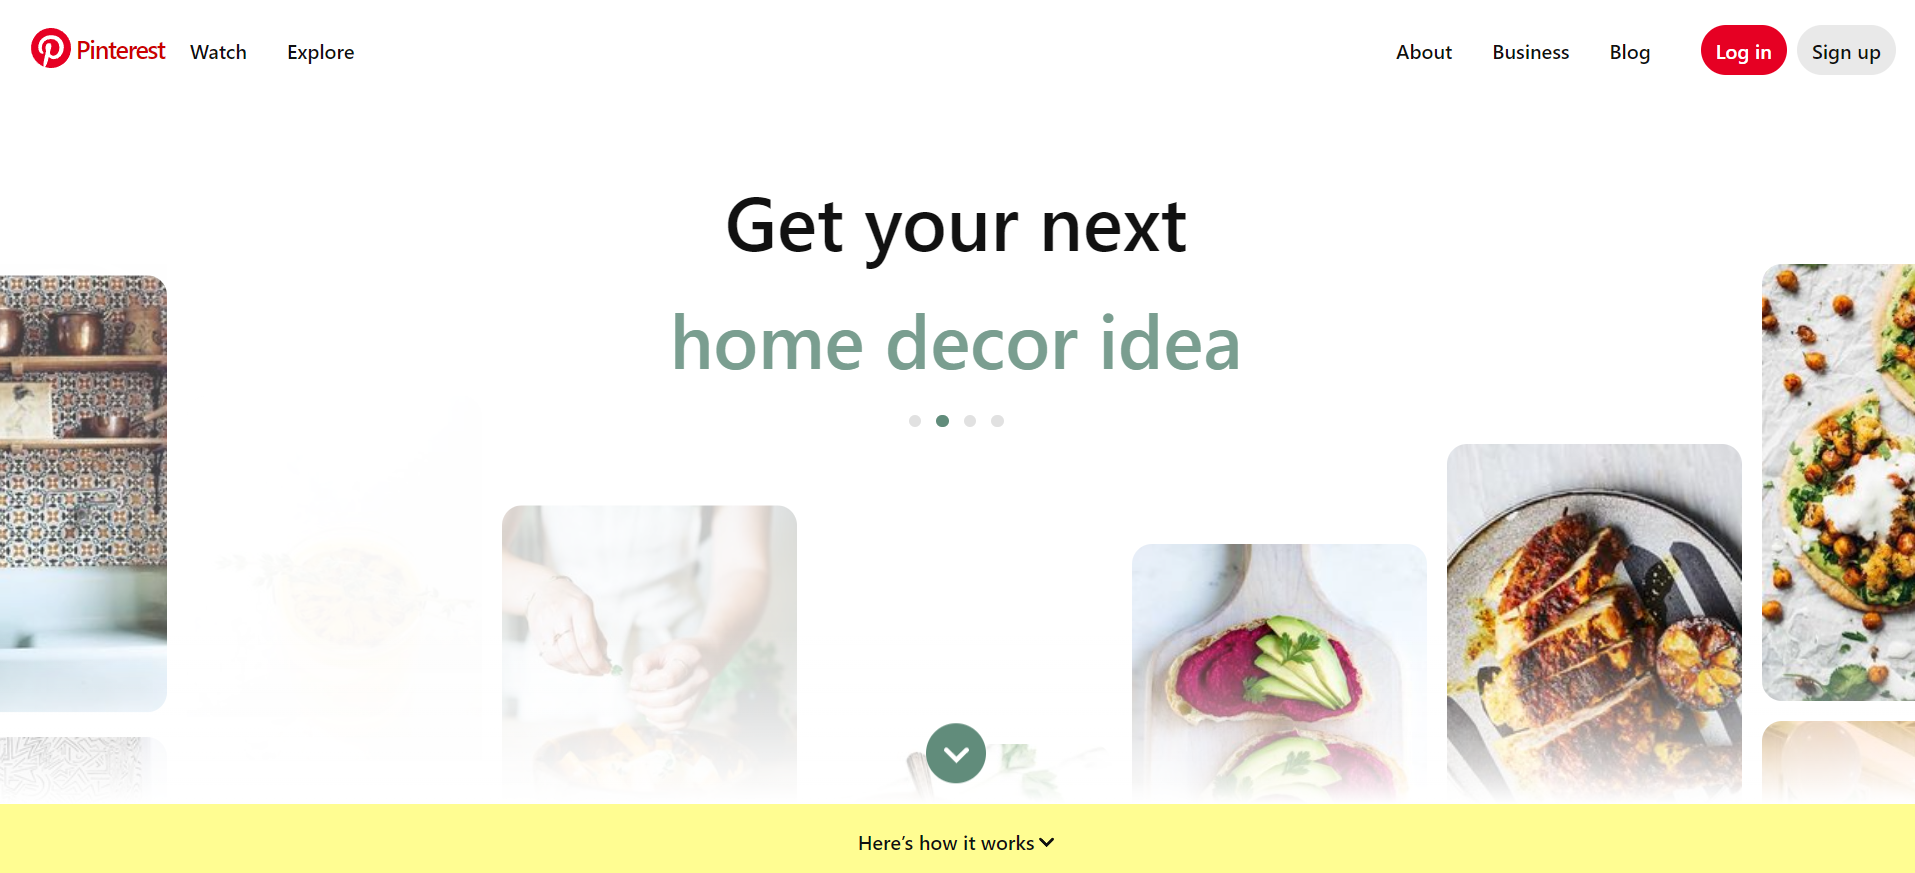 Pinterest Watch Explore About Business Blog Log in Sign up
Get your next
home decor idea
Here's how it works